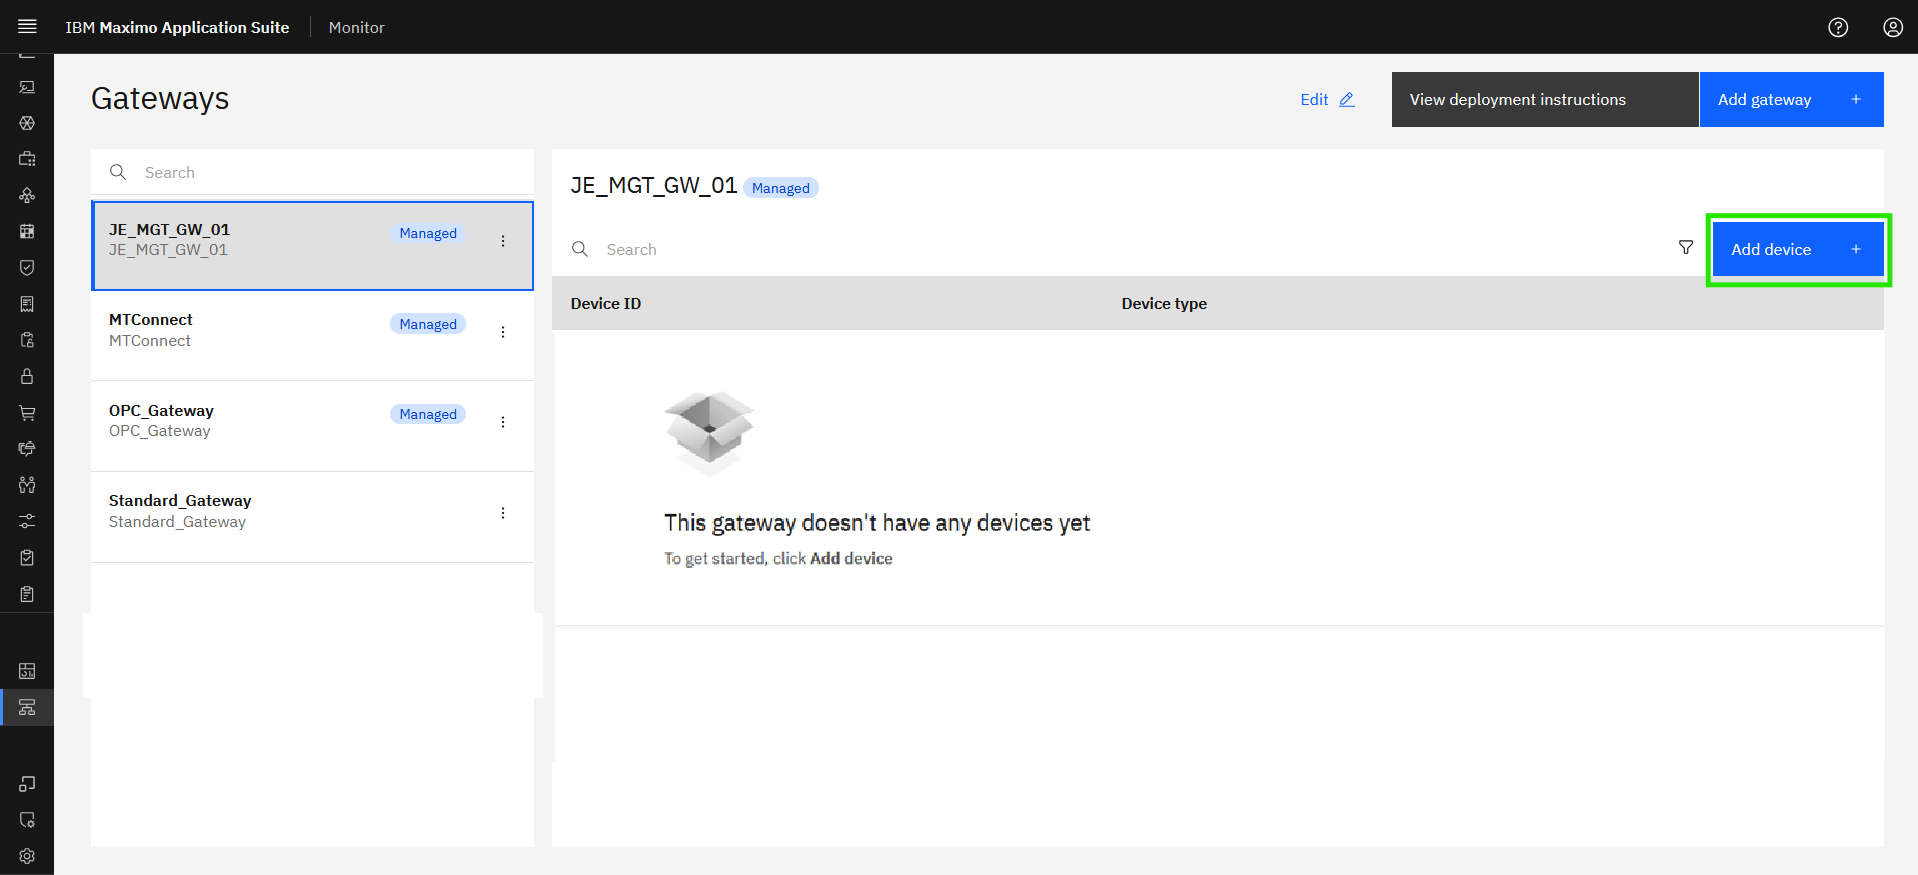 IBM Maximo Application Suite Monitor
Gateways
Edit
View deployment instructions
Add gateway +
Search
JE_MGT_GW_01 Managed
JE_MGT_GW_01
MTConnect Managed
MTConnect
OPC_Gateway Managed
OPC_Gateway
Standard_Gateway
Standard_Gateway
JE_MGT_GW_01 Managed
Search
Add device +
Device ID Device type
This gateway doesn't have any devices yet
To get started, click Add device